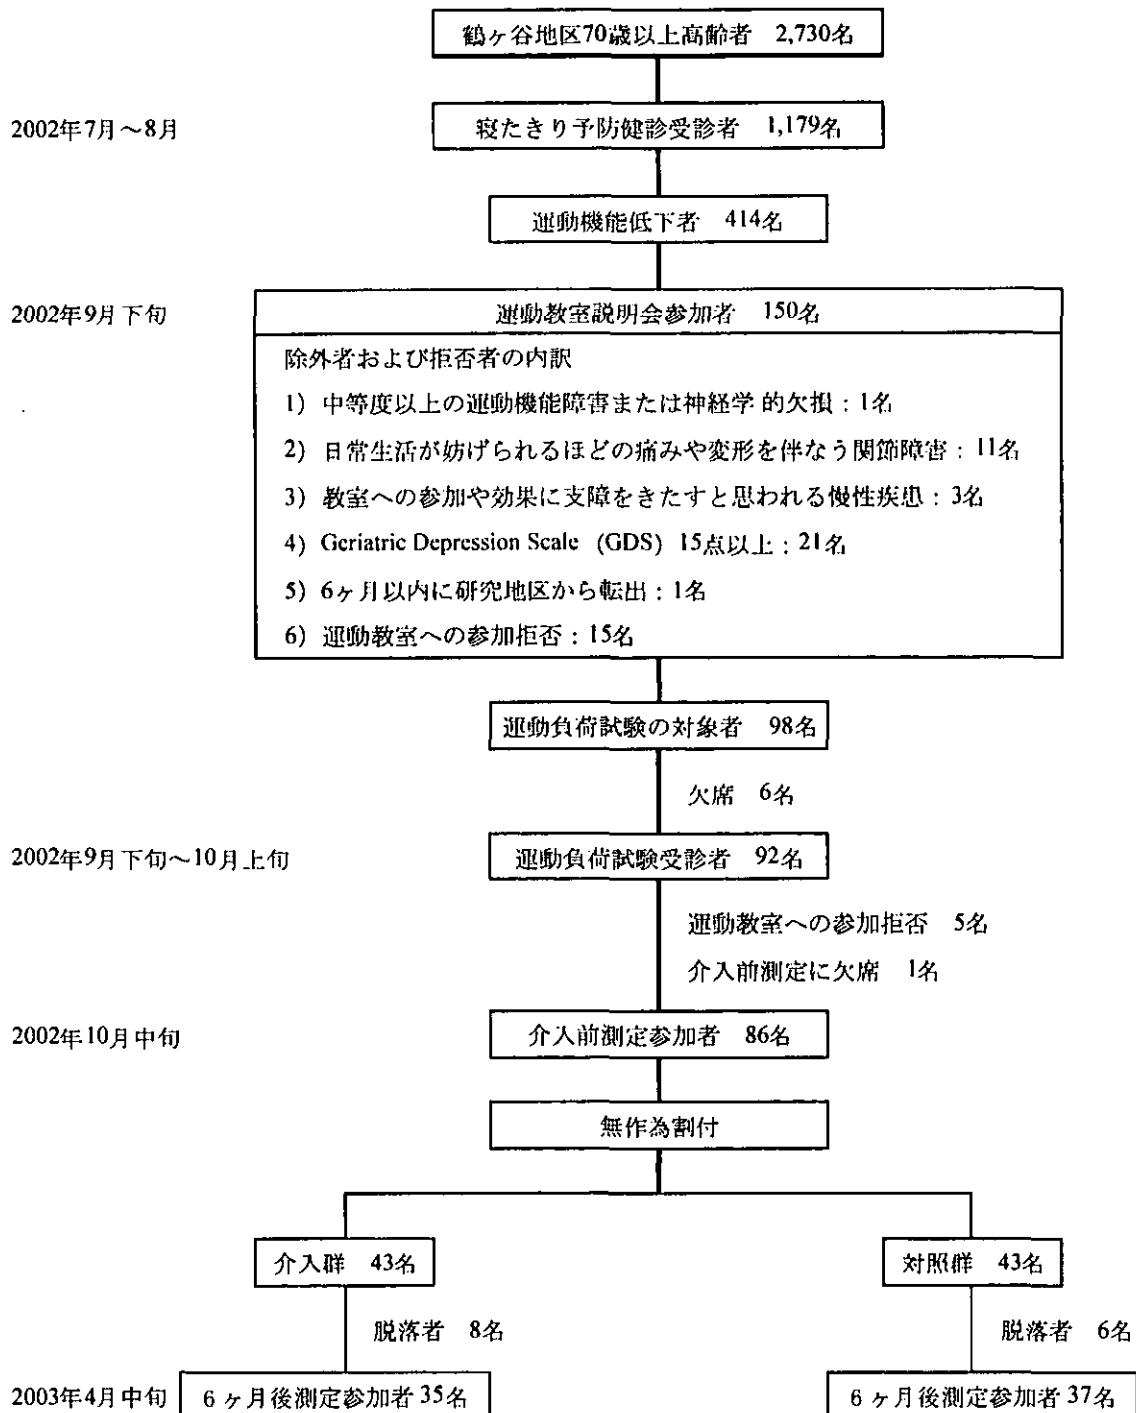 鶴ヶ谷地区70歳以上高齢者 2,730名
2002年7月～8月
寝たきり予防健診受診者 1,179名
運動機能低下者 414名
2002年9月下旬
運動教室説明会参加者 150名
除外者および拒否者の内訳
1) 中等度以上の運動機能障害または神経学的欠損：1名
2) 日常生活が妨げられるほどの痛みや変形を伴なう関節障害：11名
3) 教室への参加や効果に支障をきたすと思われる慢性疾患：3名
4) Geriatric Depression Scale (GDS) 15点以上：21名
5) 6ヶ月以内に研究地区から転出：1名
6) 運動教室への参加拒否：15名
運動負荷試験の対象者 98名
欠席 6名
2002年9月下旬～10月上旬
運動負荷試験受診者 92名
運動教室への参加拒否 5名
介入前測定に欠席 1名
2002年10月中旬
介入前測定参加者 86名
無作為割付
介入群 43名
対照群 43名
脱落者 8名
脱落者 6名
2003年4月中旬
6ヶ月後測定参加者 35名
6ヶ月後測定参加者 37名